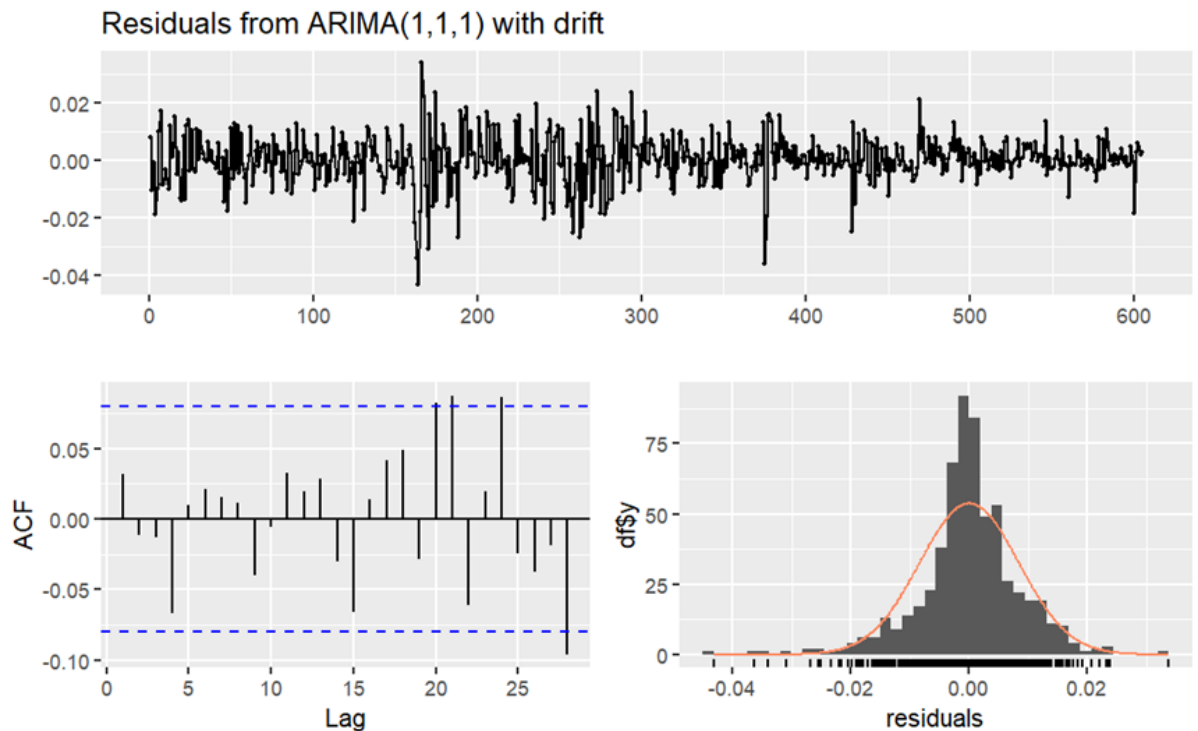 Residuals from ARIMA(1,1,1) with drift
0.02
0.00
-0.02
-0.04
0 100 200 300 400 500 600
ACF
0.05
0.00
-0.05
-0.10
0 5 10 15 20 25
Lag
df$y
75
50
25
0
-0.04 -0.02 0.00 0.02
residuals